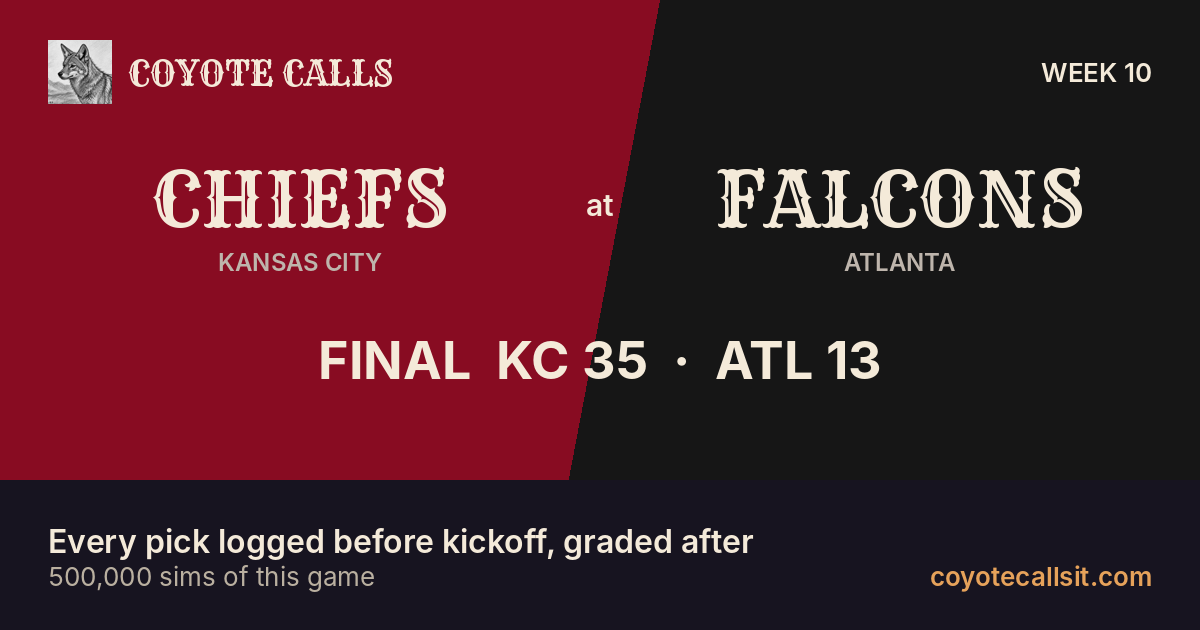 COYOTE CALLS
WEEK 10
CHIEFS at FALCONS
KANSAS CITY ATLANTA
FINAL KC 35 · ATL 13
Every pick logged before kickoff, graded after
500,000 sims of this game
coyotecallsit.com